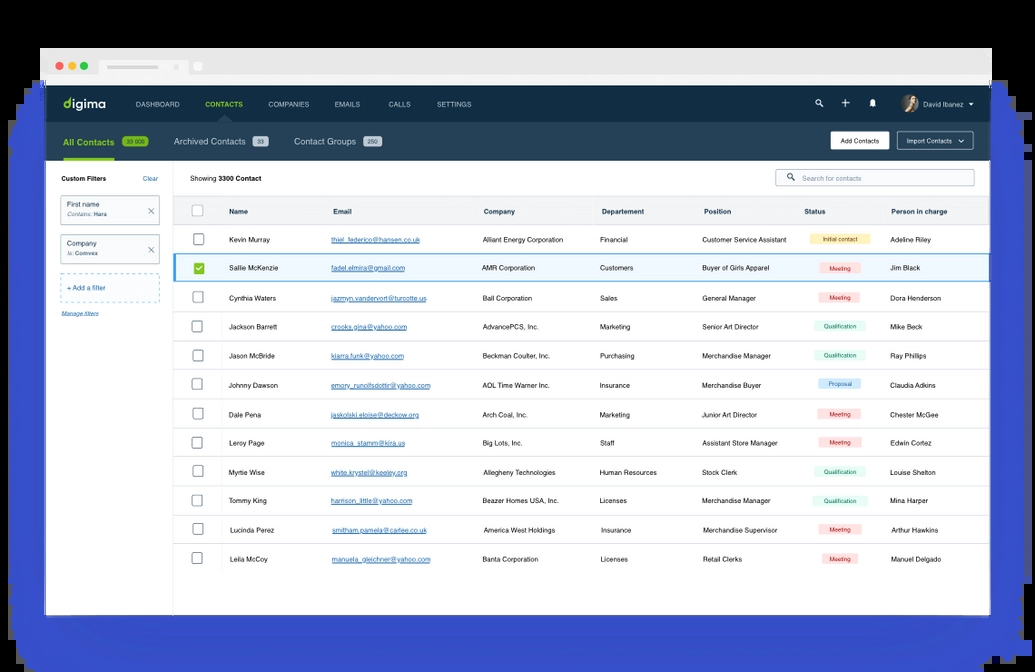 digima DASHBOARD CONTACTS COMPANIES EMAILS CALLS SETTINGS David Ibanez
All Contacts 33 000 Archived Contacts 33 Contact Groups 250 Add Contacts Import Contacts
Custom Filters Clear Showing 3300 Contact Search for contacts
First name
Contains: Hara
Company
Is: Comvex
+ Add a filter
Manage filters
Name Email Company Departement Position Status Person in charge
Kevin Murray thiel_federico@hansen.co.uk Alliant Energy Corporation Financial Customer Service Assistant Initial contact Adeline Riley
Sallie McKenzie fadel.elmira@gmail.com AMR Corporation Customers Buyer of Girls Apparel Meeting Jim Black
Cynthia Waters jazmyn.vandervort@turcotte.us Ball Corporation Sales General Manager Meeting Dora Henderson
Jackson Barrett crooks.gina@yahoo.com AdvancePCS, Inc. Marketing Senior Art Director Qualification Mike Beck
Jason McBride kiarra.funk@yahoo.com Beckman Coulter, Inc. Purchasing Merchandise Manager Qualification Ray Phillips
Johnny Dawson emory_runolfsdottir@yahoo.com AOL Time Warner Inc. Insurance Merchandise Buyer Proposal Claudia Adkins
Dale Pena jaskolski.eloise@deckow.org Arch Coal, Inc. Marketing Junior Art Director Meeting Chester McGee
Leroy Page monica_stamm@kira.us Big Lots, Inc. Staff Assistant Store Manager Meeting Edwin Cortez
Myrtie Wise white.krystel@keeley.org Allegheny Technologies Human Resources Stock Clerk Qualification Louise Shelton
Tommy King harrison_little@yahoo.com Beazer Homes USA, Inc. Licenses Merchandise Manager Qualification Mina Harper
Lucinda Perez smitham.pamela@carlee.co.uk America West Holdings Insurance Merchandise Supervisor Meeting Arthur Hawkins
Leila McCoy manuela_gleichner@yahoo.com Banta Corporation Licenses Retail Clerks Meeting Manuel Delgado